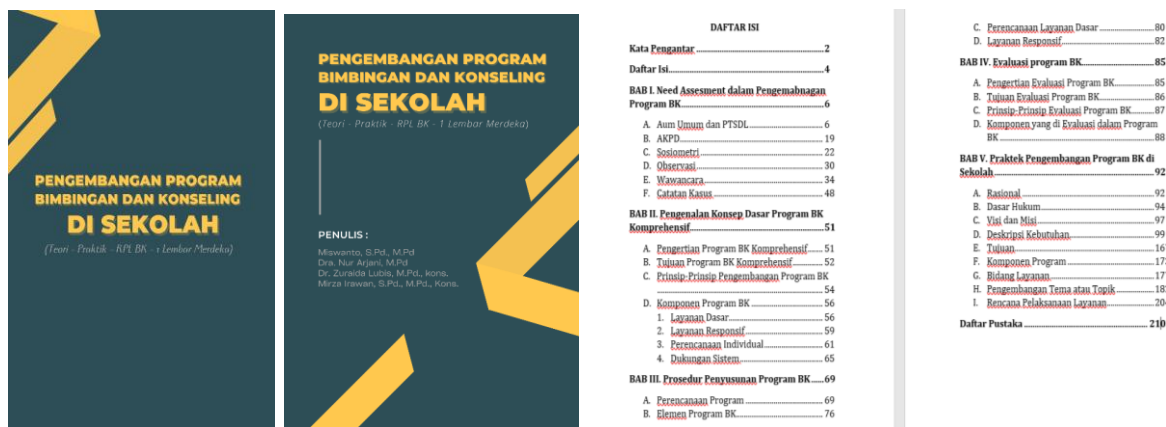 PENGEMBANGAN PROGRAM
BIMBINGAN DAN KONSELING
DI SEKOLAH
(Teori - Praktik - RPL BK - 1 Lembar Merdeka)
PENGEMBANGAN PROGRAM
BIMBINGAN DAN KONSELING
DI SEKOLAH
(Teori - Praktik - RPL BK - 1 Lembar Merdeka)
PENULIS :
Miswanto, S.Pd., M.Pd
Dra. Nur Arjani, M.Pd
Dr. Zuraida Lubis, M.Pd., kons.
Mirza Irawan, S.Pd., M.Pd., Kons.
DAFTAR ISI
Kata Pengantar 2
Daftar Isi 4
BAB I. Need Assesment dalam Pengemabnagan
Program BK 6
A. Aum Umum dan PTSDL 6
B. AKPD 19
C. Sosiometri 22
D. Observasi 30
E. Wawancara 34
F. Catatan Kasus 48
BAB II. Pengenalan Konsep Dasar Program BK
Komprehensif 51
A. Pengertian Program BK Komprehensif 51
B. Tujuan Program BK Komprehensif 52
C. Prinsip-Prinsip Pengembangan Program BK
54
D. Komponen Program BK 56
1. Layanan Dasar 56
2. Layanan Responsif 59
3. Perencanaan Individual 61
4. Dukungan Sistem 65
BAB III. Prosedur Penyusunan Program BK 69
A. Perencanaan Program 69
B. Elemen Program BK 76
C. Perencanaan Layanan Dasar 80
D. Layanan Responsif 82
BAB IV. Evaluasi program BK 85
A. Pengertian Evaluasi Program BK 85
B. Tujuan Evaluasi Program BK 86
C. Prinsip-Prinsip Evaluasi Program BK 87
D. Komponen yang di Evaluasi dalam Program
BK 88
BAB V. Praktek Pengembangan Program BK di
Sekolah 92
A. Rasional 92
B. Dasar Hukum 94
C. Visi dan Misi 97
D. Deskripsi Kebutuhan 99
E. Tujuan
F. Komponen Program
G. Bidang Layanan
H. Pengembangan Tema atau Topik
I. Rencana Pelaksanaan Layanan
Daftar Pustaka 210